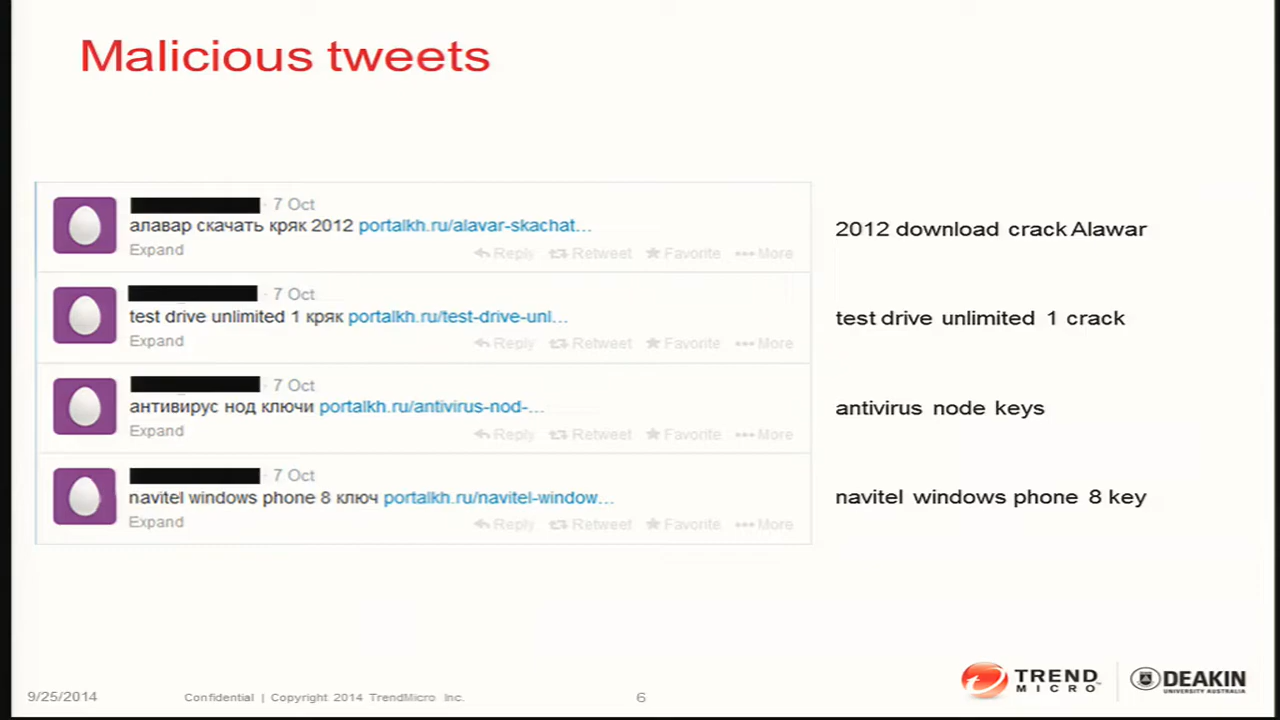 Malicious tweets
· 7 Oct
алавар скачать кряк 2012 portalkh.ru/alavar-skachat...
Expand
Reply Retweet Favorite More
2012 download crack Alawar
· 7 Oct
test drive unlimited 1 кряк portalkh.ru/test-drive-unl...
Expand
Reply Retweet Favorite More
test drive unlimited 1 crack
· 7 Oct
антивирус нод ключи portalkh.ru/antivirus-nod-...
Expand
Reply Retweet Favorite More
antivirus node keys
· 7 Oct
navitel windows phone 8 ключ portalkh.ru/navitel-window...
Expand
Reply Retweet Favorite More
navitel windows phone 8 key
9/25/2014
Confidential | Copyright 2014 TrendMicro Inc.
6
TREND
MICRO
DEAKIN
UNIVERSITY AUSTRALIA